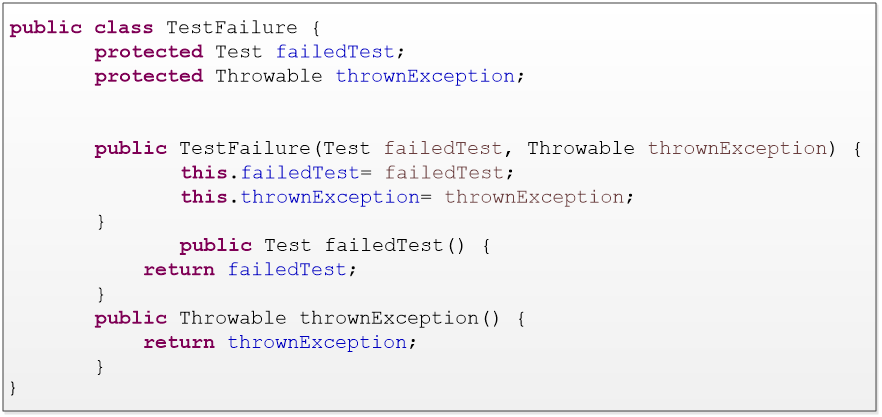 public class TestFailure {
protected Test failedTest;
protected Throwable thrownException;
public TestFailure(Test failedTest, Throwable thrownException) {
this.failedTest= failedTest;
this.thrownException= thrownException;
}
public Test failedTest() {
return failedTest;
}
public Throwable thrownException() {
return thrownException;
}
}